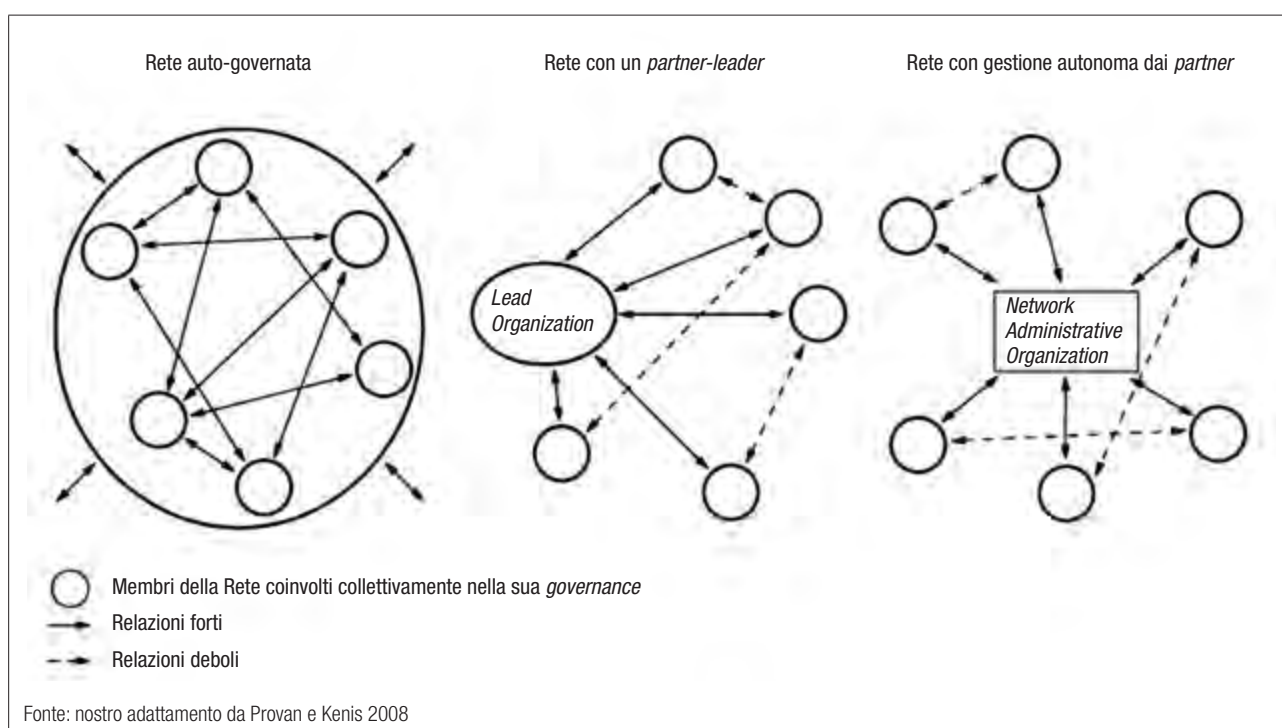 Rete auto-governata
Rete con un partner-leader
Rete con gestione autonoma dai partner
Lead
Organization
Network
Administrative
Organization
Membri della Rete coinvolti collettivamente nella sua governance
Relazioni forti
Relazioni deboli
Fonte: nostro adattamento da Provan e Kenis 2008